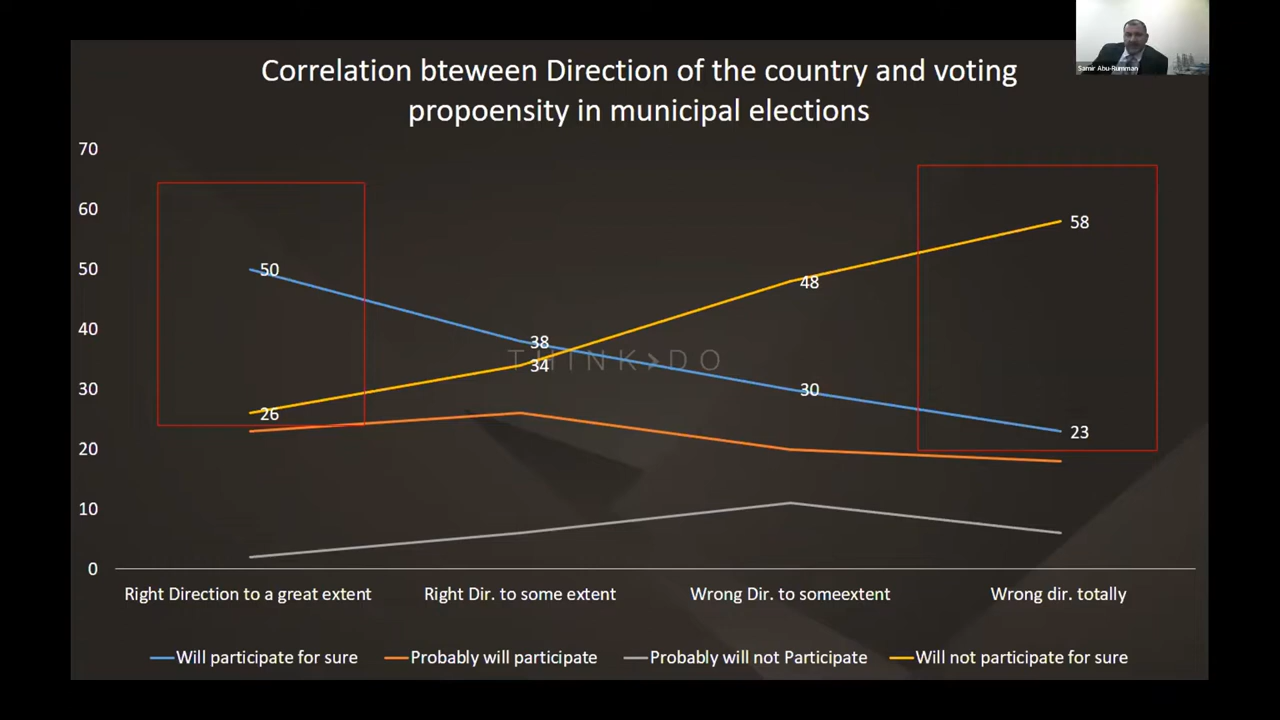 Samir Abu-Rumman
Correlation bteween Direction of the country and voting
propoensity in municipal elections
70
60
50
40
30
20
10
0
50
38
30
23
26
34
48
58
THINK>DO
Right Direction to a great extent
Right Dir. to some extent
Wrong Dir. to someextent
Wrong dir. totally
Will participate for sure
Probably will participate
Probably will not Participate
Will not participate for sure